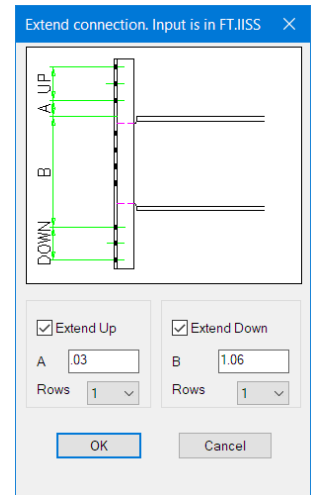 Extend connection. Input is in FT.IISS
UP
A
B
DOWN
Extend Up
Extend Down
A .03
B 1.06
Rows 1
Rows 1
OK
Cancel